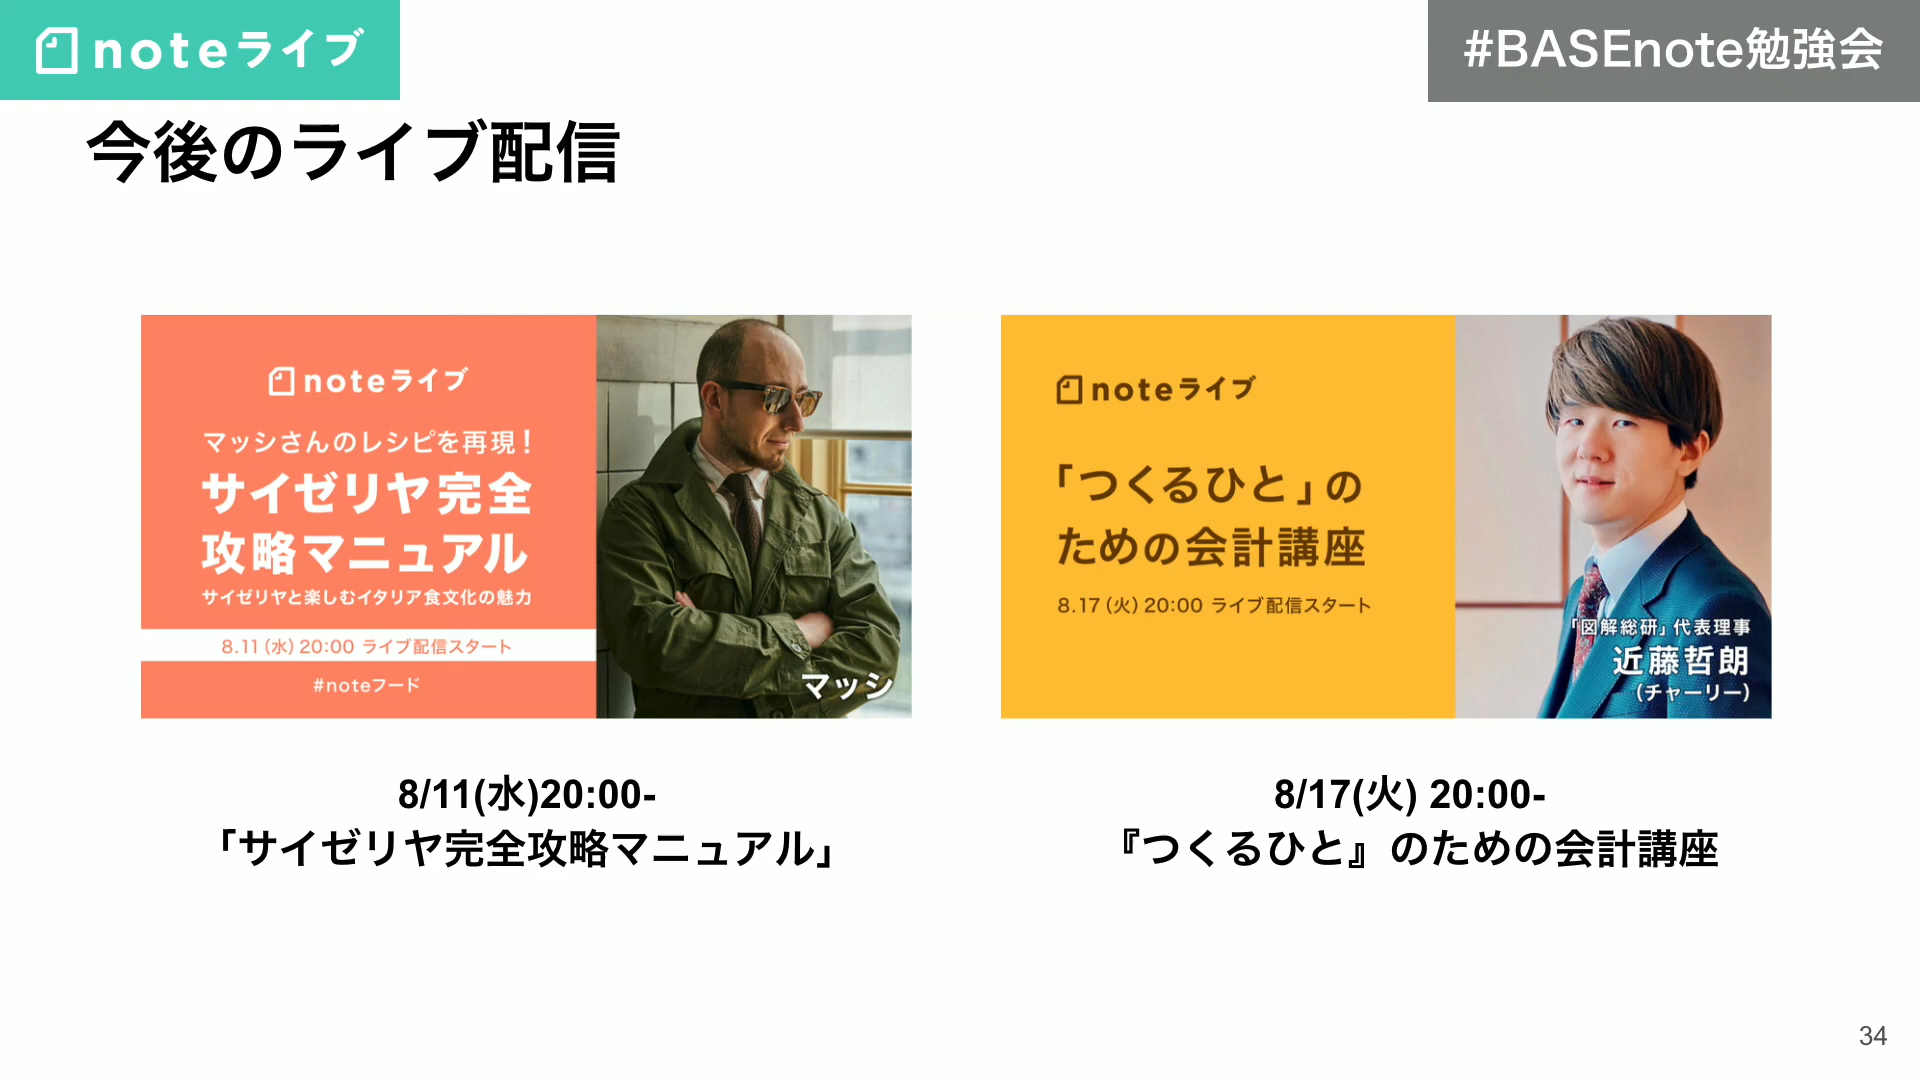 noteライブ
#BASEnote勉強会
今後のライブ配信
noteライブ
マッシさんのレシピを再現!
サイゼリヤ完全
攻略マニュアル
サイゼリヤと楽しむイタリア食文化の魅力
8.11(水)20:00 ライブ配信スタート
#noteフード
マッシ
noteライブ
「つくるひと」の
ための会計講座
8.17(火)20:00 ライブ配信スタート
「図解総研」代表理事
近藤哲朗
(チャーリー)
8/11(水)20:00-
「サイゼリヤ完全攻略マニュアル」
8/17(火) 20:00-
『つくるひと』のための会計講座
34